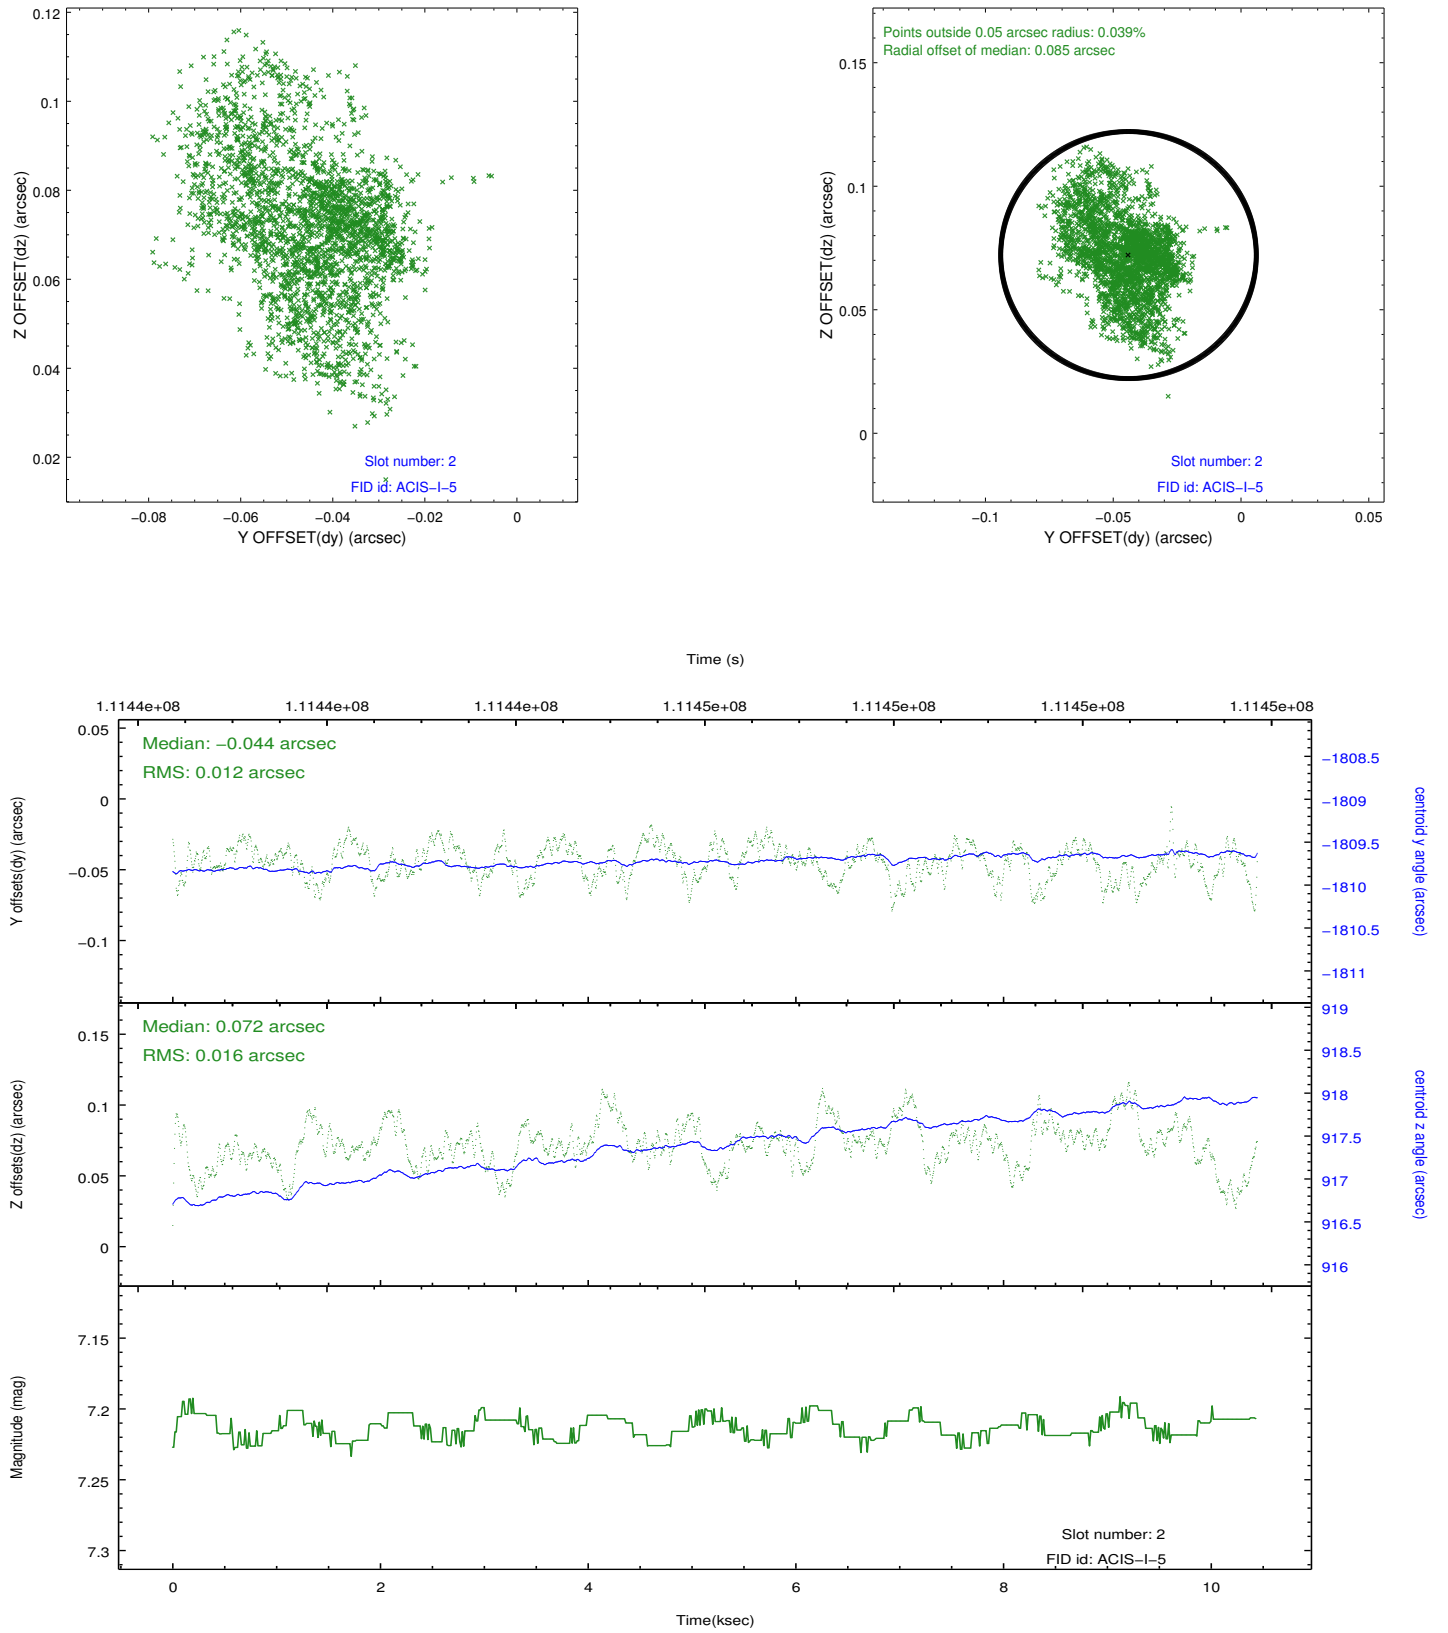 0.12
0.1
0.08
0.06
0.04
0.02
Z OFFSET(dz) (arcsec)
Slot number: 2
FID id: ACIS−I−5
−0.08 −0.06 −0.04 −0.02 0
Y OFFSET(dy) (arcsec)
Points outside 0.05 arcsec radius: 0.039%
Radial offset of median: 0.085 arcsec
0.15
0.1
0.05
0
Z OFFSET(dz) (arcsec)
Slot number: 2
FID id: ACIS−I−5
−0.1 −0.05 0 0.05
Y OFFSET(dy) (arcsec)
Time (s)
1.1144e+08 1.1144e+08 1.1144e+08 1.1145e+08 1.1145e+08 1.1145e+08 1.1145e+08
Median: −0.044 arcsec
RMS: 0.012 arcsec
0.05
0
−0.05
−0.1
Y offsets(dy) (arcsec)
−1808.5
−1809
−1809.5
−1810
−1810.5
−1811
centroid y angle (arcsec)
Median: 0.072 arcsec
RMS: 0.016 arcsec
0.15
0.1
0.05
0
Z offsets(dz) (arcsec)
919
918.5
918
917.5
917
916.5
916
centroid z angle (arcsec)
7.15
7.2
7.25
7.3
Magnitude (mag)
Slot number: 2
FID id: ACIS−I−5
0 2 4 6 8 10
Time(ksec)